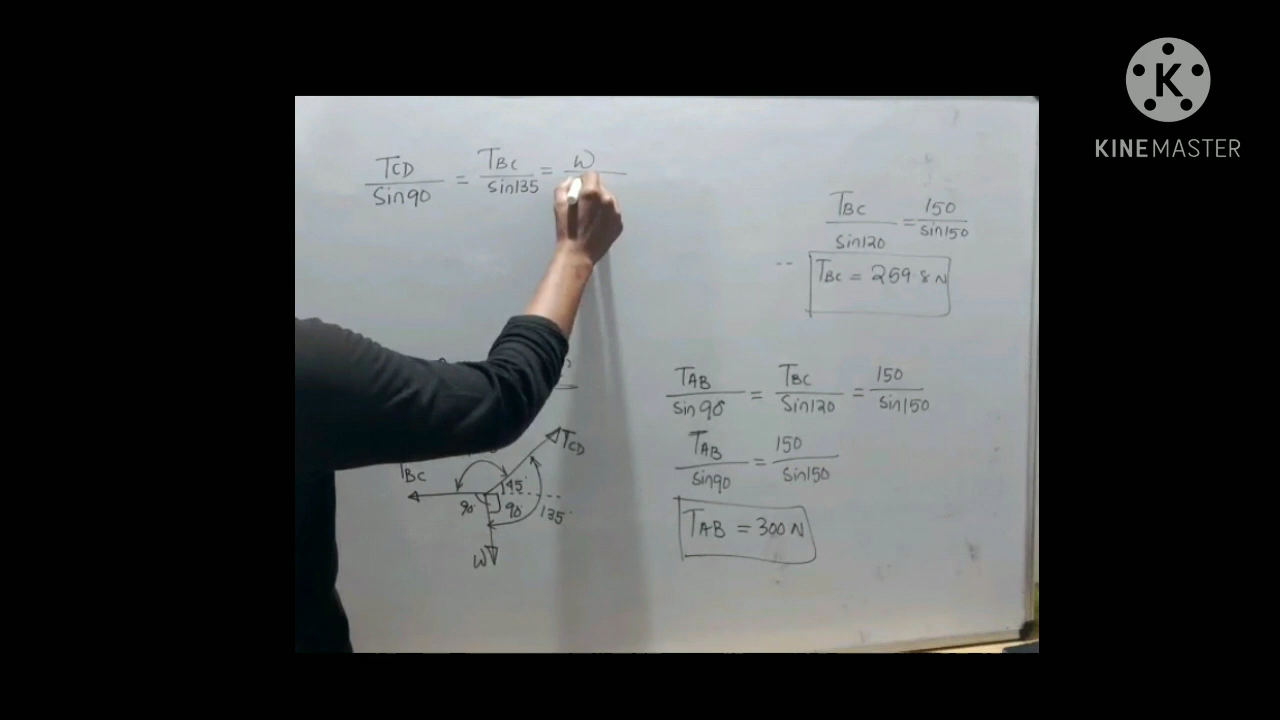 K
KINEMASTER
TCD/Sin90 = TBC/Sin135 = W
TBC/Sin120 = 150/Sin150
-- TBC = 259.8 N
TAB/Sin90 = TBC/Sin120 = 150/Sin150
TAB/Sin90 = 150/Sin150
TAB = 300 N
TCD
TBC
45°
90° 90° 135°
W